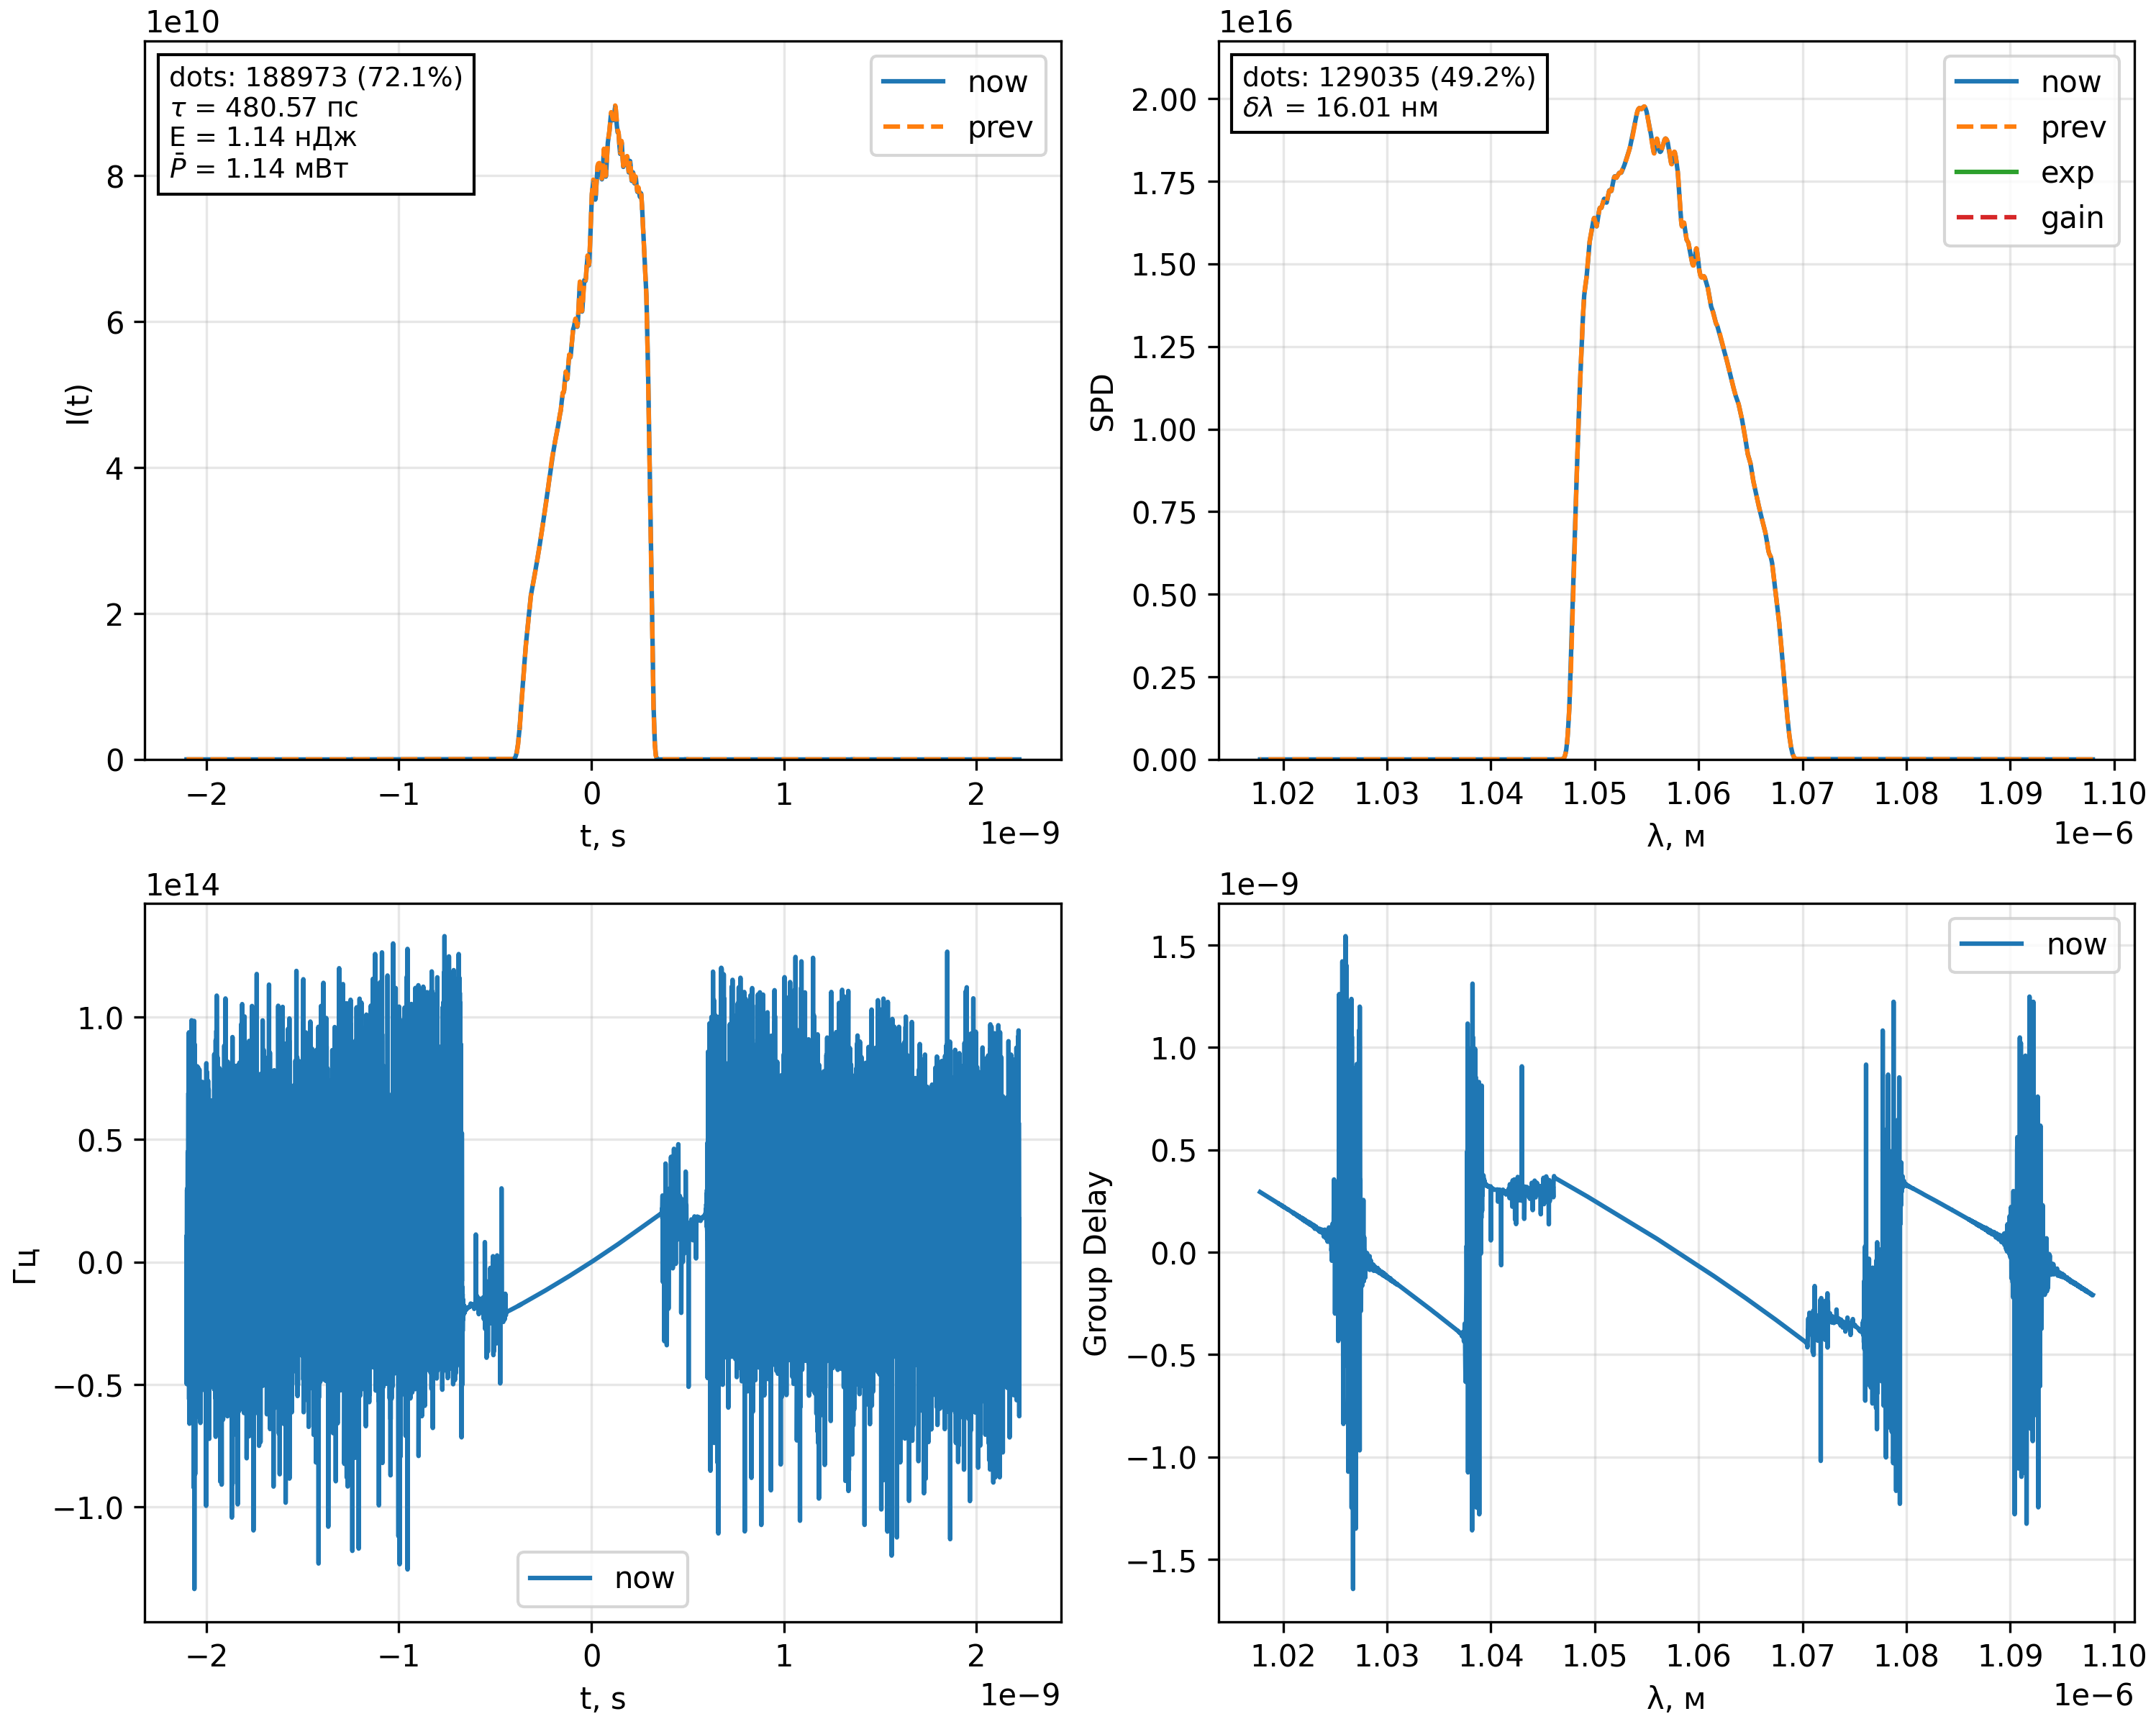 1e10
dots: 188973 (72.1%)
τ = 480.57 пс
E = 1.14 нДж
P̄ = 1.14 мВт
now
prev
8
6
4
2
0
I(t)
−2
−1
0
1
2
t, s
1e−9
1e16
dots: 129035 (49.2%)
δλ = 16.01 нм
now
prev
exp
gain
2.00
1.75
1.50
1.25
1.00
0.75
0.50
0.25
0.00
SPD
1.02
1.03
1.04
1.05
1.06
1.07
1.08
1.09
1.10
λ, м
1e−6
1e14
1.0
0.5
0.0
−0.5
−1.0
Гц
now
−2
−1
0
1
2
t, s
1e−9
1e−9
now
1.5
1.0
0.5
0.0
−0.5
−1.0
−1.5
Group Delay
1.02
1.03
1.04
1.05
1.06
1.07
1.08
1.09
1.10
λ, м
1e−6